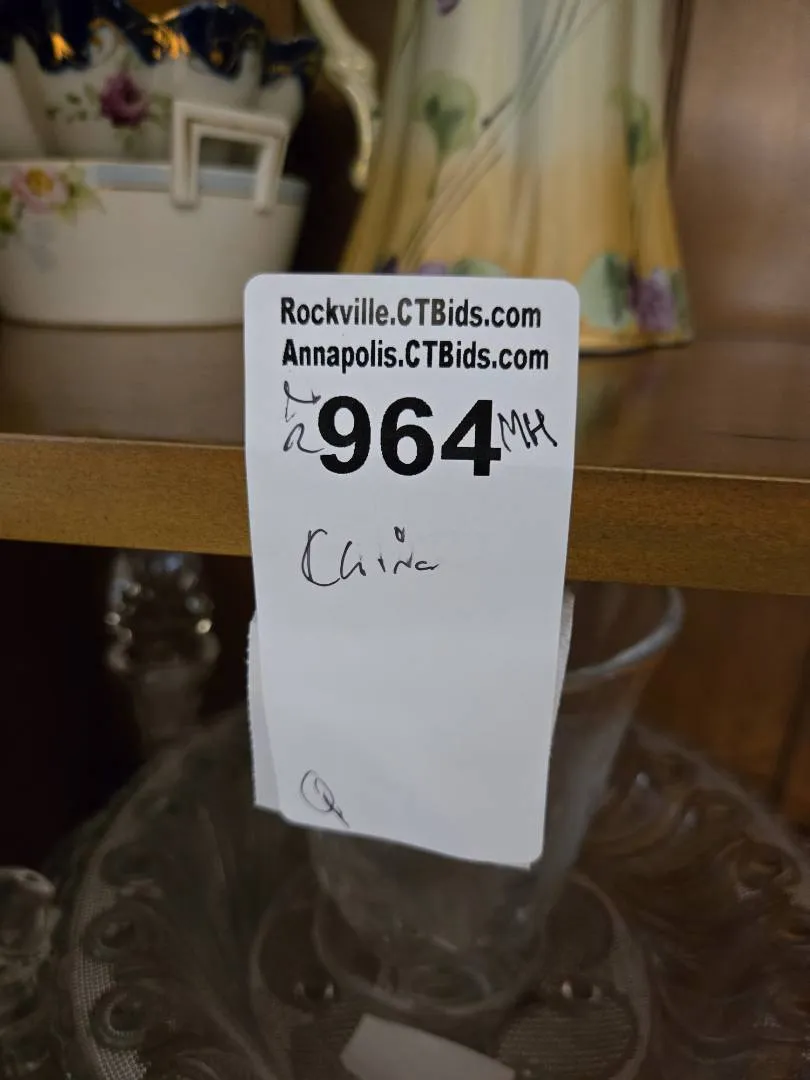 Rockville.CTBids.com
Annapolis.CTBids.com
964 MH
China
Q